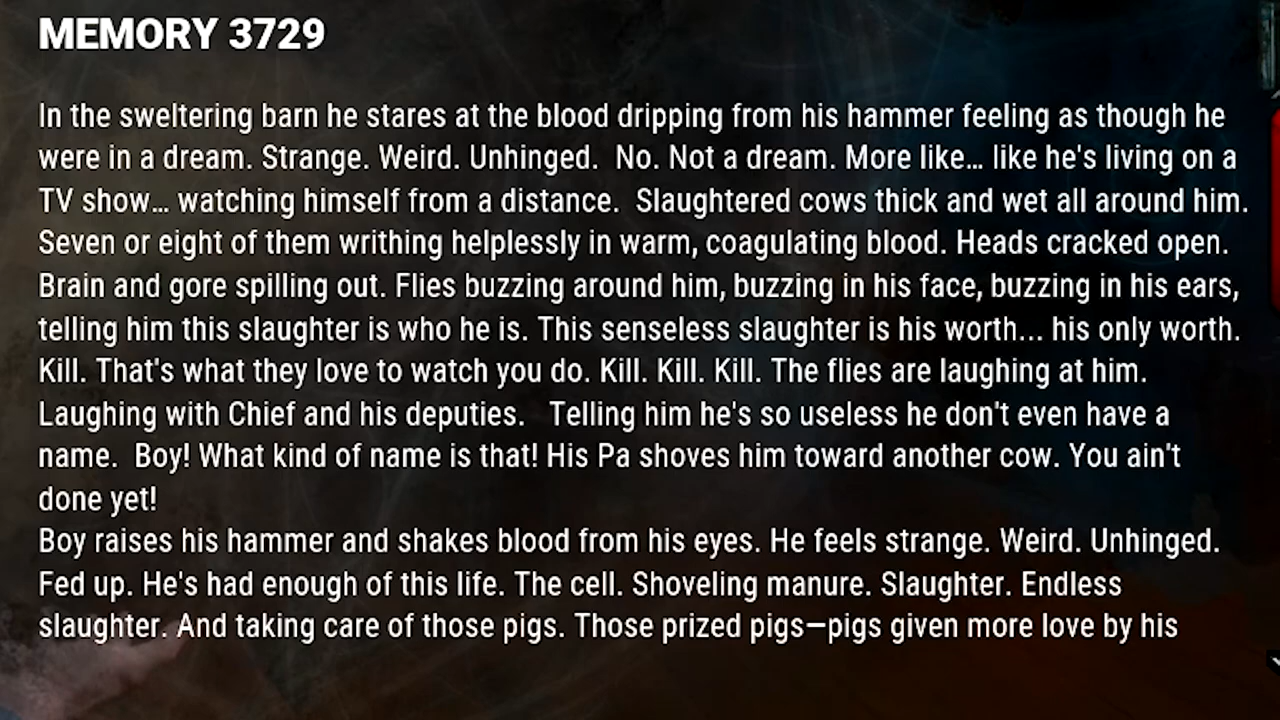 MEMORY 3729
In the sweltering barn he stares at the blood dripping from his hammer feeling as though he
were in a dream. Strange. Weird. Unhinged.  No. Not a dream. More like... like he's living on a
TV show... watching himself from a distance.  Slaughtered cows thick and wet all around him.
Seven or eight of them writhing helplessly in warm, coagulating blood. Heads cracked open.
Brain and gore spilling out. Flies buzzing around him, buzzing in his face, buzzing in his ears,
telling him this slaughter is who he is. This senseless slaughter is his worth... his only worth.
Kill. That's what they love to watch you do. Kill. Kill. Kill. The flies are laughing at him.
Laughing with Chief and his deputies.   Telling him he's so useless he don't even have a
name.  Boy! What kind of name is that! His Pa shoves him toward another cow. You ain't
done yet!
Boy raises his hammer and shakes blood from his eyes. He feels strange. Weird. Unhinged.
Fed up. He's had enough of this life. The cell. Shoveling manure. Slaughter. Endless
slaughter. And taking care of those pigs. Those prized pigs—pigs given more love by his